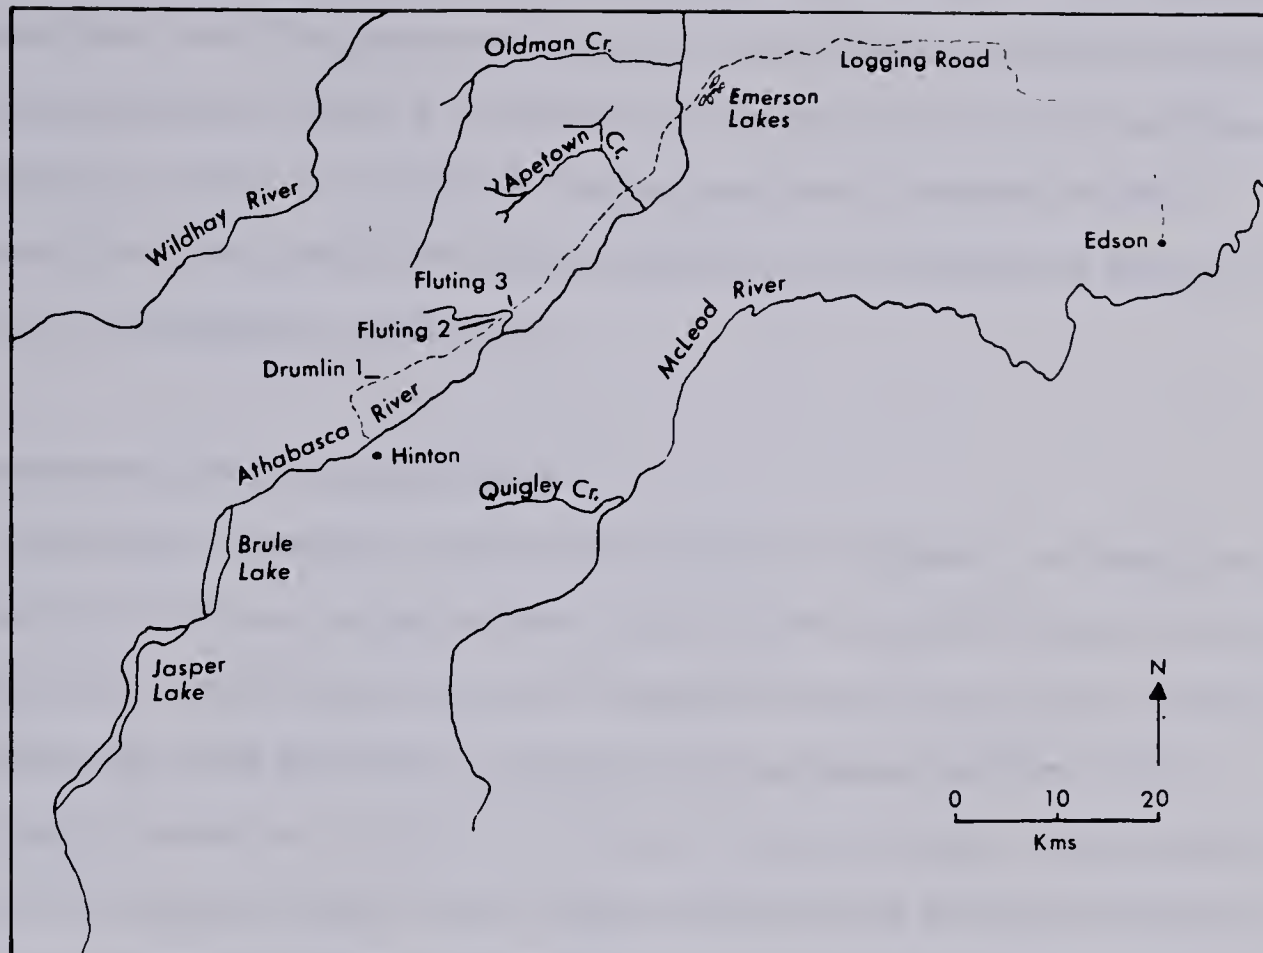 Oldman Cr.
Logging Road
Emerson
Lakes
Apetown Cr.
Wildhay River
Edson
Fluting 3
McLead River
Fluting 2
Drumlin 1
Athabasca River
Hinton
Quigley Cr.
Brule
Lake
Jasper
Lake
N
0 10 20
Kms